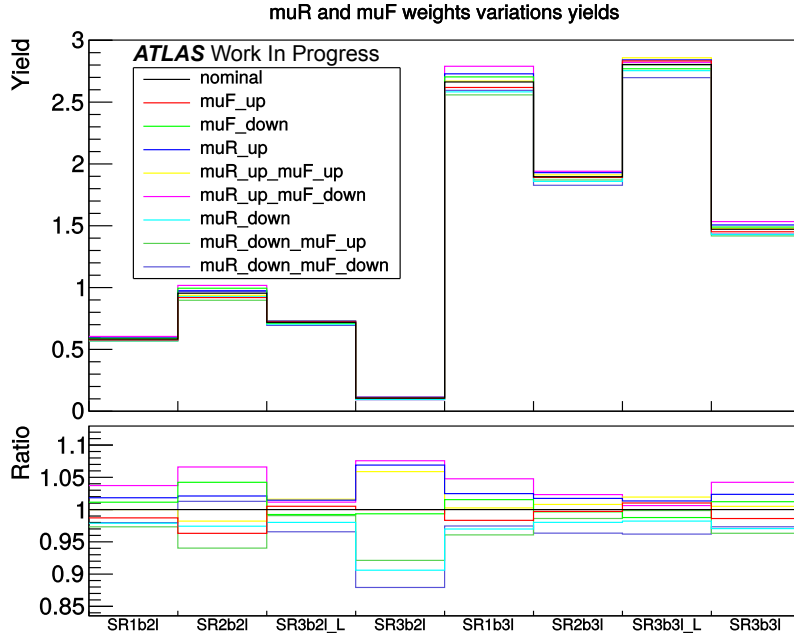 muR and muF weights variations yields
Yield
3
2.5
2
1.5
1
0.5
0
ATLAS Work In Progress
nominal
muF_up
muF_down
muR_up
muR_up_muF_up
muR_up_muF_down
muR_down
muR_down_muF_up
muR_down_muF_down
Ratio
1.1
1.05
1
0.95
0.9
0.85
SR1b2l SR2b2l SR3b2l_L SR3b2l SR1b3l SR2b3l SR3b3l_L SR3b3l